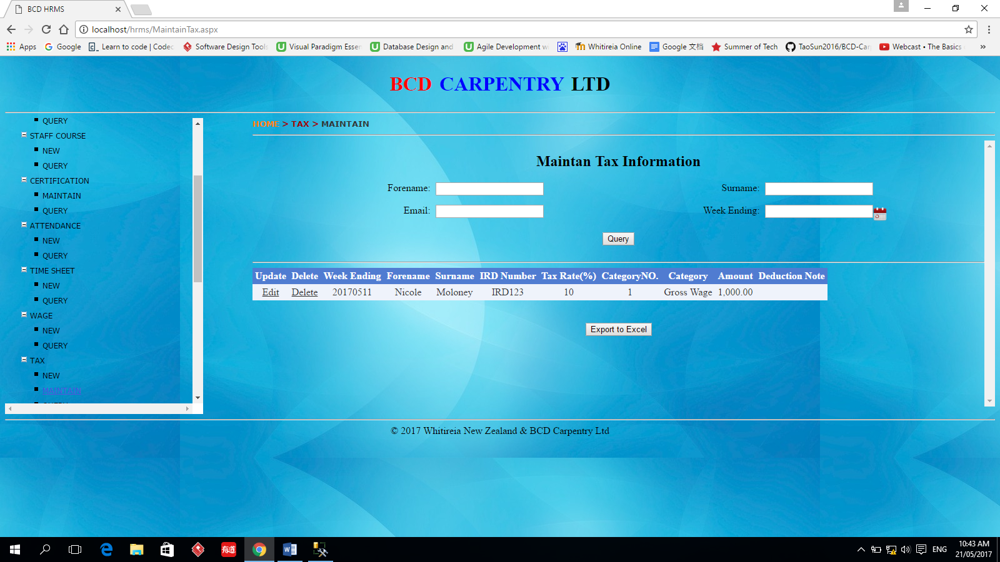 BCD HRMS
localhost/hrms/MaintainTax.aspx
Apps Google Learn to code | Codec Software Design Tools Visual Paradigm Essen Database Design and Agile Development w Whitireia Online Google 文档 Summer of Tech TaoSun2016/BCD-Car Webcast • The Basics »
BCD CARPENTRY LTD
QUERY
STAFF COURSE
NEW
QUERY
CERTIFICATION
MAINTAIN
QUERY
ATTENDANCE
NEW
QUERY
TIME SHEET
NEW
QUERY
WAGE
NEW
QUERY
TAX
NEW
MAINTAIN
HOME > TAX > MAINTAIN
Maintan Tax Information
Forename: Surname:
Email: Week Ending:
Query
Update Delete Week Ending Forename Surname IRD Number Tax Rate(%) CategoryNO. Category Amount Deduction Note
Edit Delete 20170511 Nicole Moloney IRD123 10 1 Gross Wage 1,000.00
Export to Excel
© 2017 Whitireia New Zealand & BCD Carpentry Ltd
有道
ENG
10:43 AM
21/05/2017